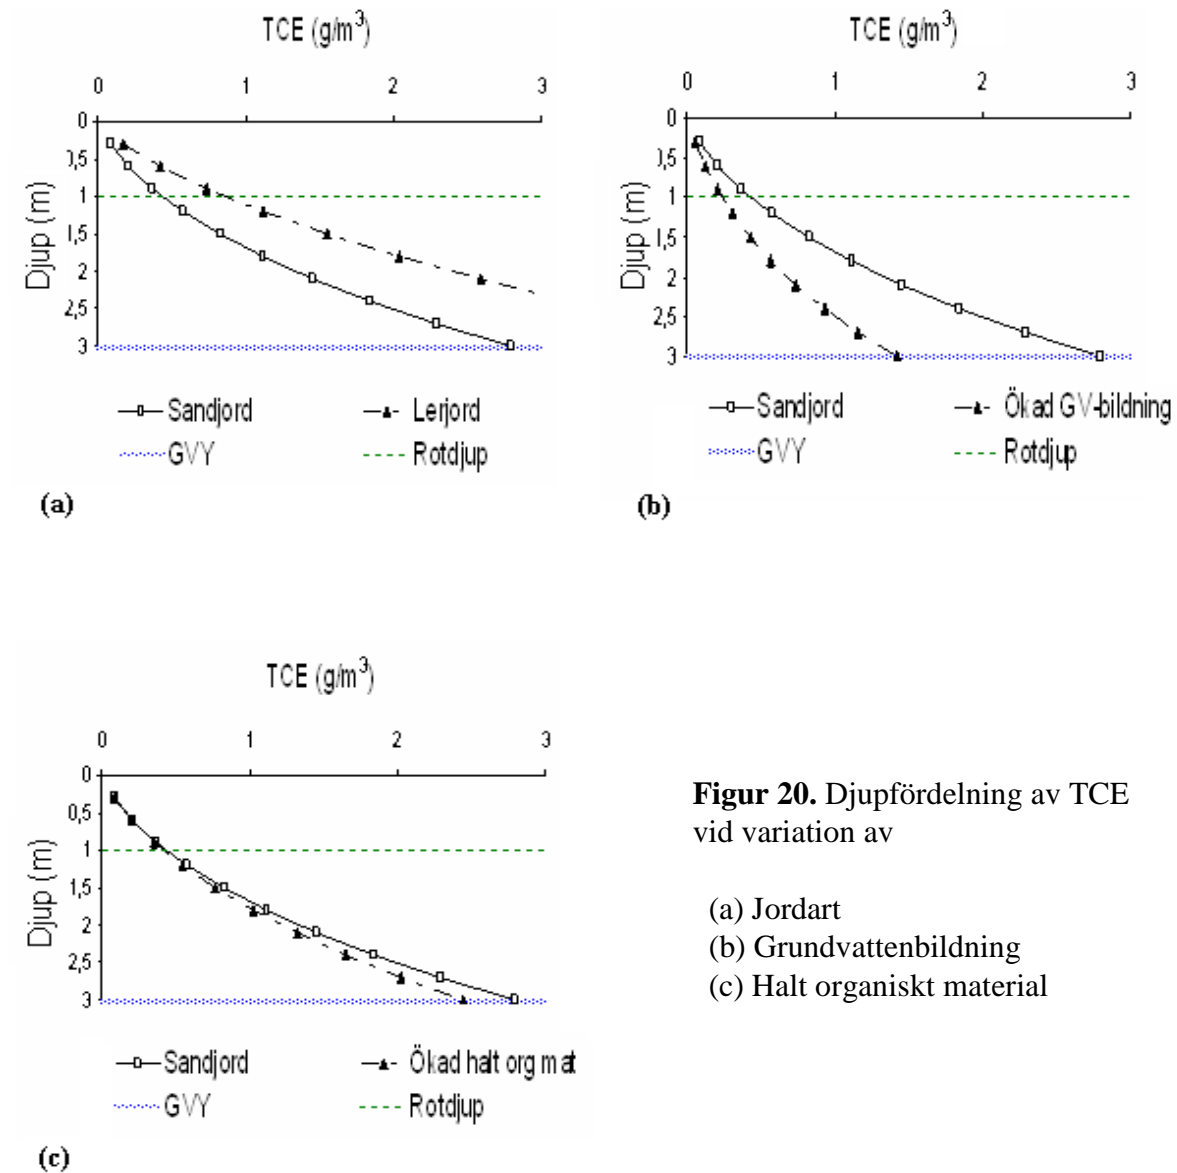 TCE (g/m³)
0 1 2 3
0
),5
1
1,5
2
2,5
3
Djup (m)
Sandjord
Lerjord
GVY
Rotdjup
(a)
TCE (g/m³)
0 1 2 3
0
),5
1
1,5
2
2,5
3
Djup (m)
Sandjord
Ökad GV-bildning
GVY
Rotdjup
(b)
TCE (g/m³)
0 1 2 3
0
0,5
1
1,5
2
2,5
3
Djup (m)
Sandjord
Ökad halt org mat
GVY
Rotdjup
(c)
Figur 20. Djupfördelning av TCE
vid variation av
(a) Jordart
(b) Grundvattenbildning
(c) Halt organiskt material